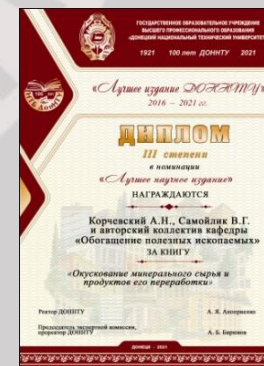 ГОСУДАРСТВЕННОЕ ОБРАЗОВАТЕЛЬНОЕ УЧРЕЖДЕНИЕ
ВЫСШЕГО ПРОФЕССИОНАЛЬНОГО ОБРАЗОВАНИЯ
«ДОНЕЦКИЙ НАЦИОНАЛЬНЫЙ ТЕХНИЧЕСКИЙ УНИВЕРСИТЕТ»
1921 100 лет ДОННТУ 2021
«Лучшее издание ДОННТУ»
2016 – 2021 гг.
ДИПЛОМ
III степени
в номинации
«Лучшее научное издание»
НАГРАЖДАЮТСЯ
Корчевский А.Н., Самойлик В.Г.
и авторский коллектив кафедры
«Обогащение полезных ископаемых»
ЗА КНИГУ
«Окускование минерального сырья и
продуктов его переработки»
Ректор ДОННТУ А. Я. Аноприенко
Председатель экспертной комиссии,
проректор ДОННТУ А. Б. Бирюков
ДОНЕЦК - 2021